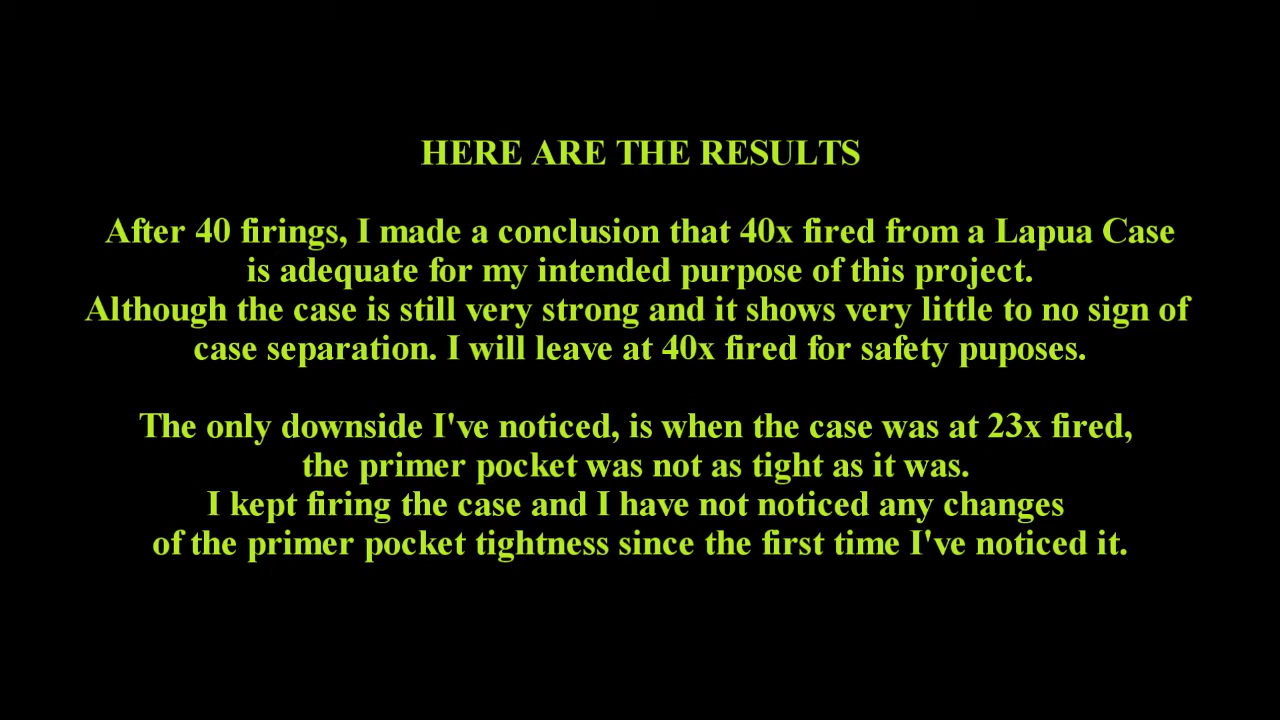 HERE ARE THE RESULTS
After 40 firings, I made a conclusion that 40x fired from a Lapua Case
is adequate for my intended purpose of this project.
Although the case is still very strong and it shows very little to no sign of
case separation. I will leave at 40x fired for safety puposes.
The only downside I've noticed, is when the case was at 23x fired,
the primer pocket was not as tight as it was.
I kept firing the case and I have not noticed any changes
of the primer pocket tightness since the first time I've noticed it.